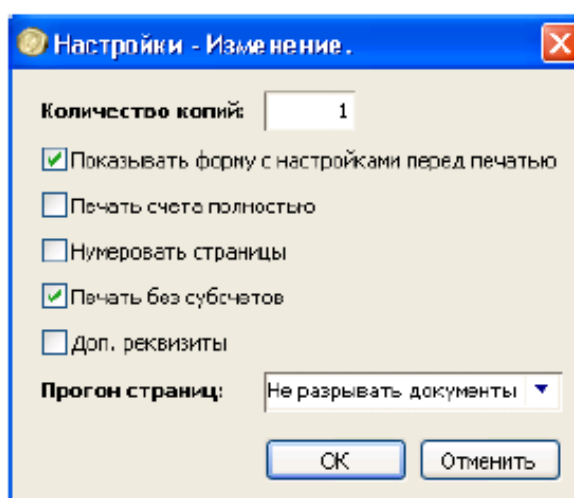 Настройки - Изменение.
Количество копий: 1
Показывать форму с настройками перед печатью
Печать счета полностью
Нумеровать страницы
Печать без субсчетов
Доп. реквизиты
Прогон страниц: Не разрывать документы
ОК Отменить